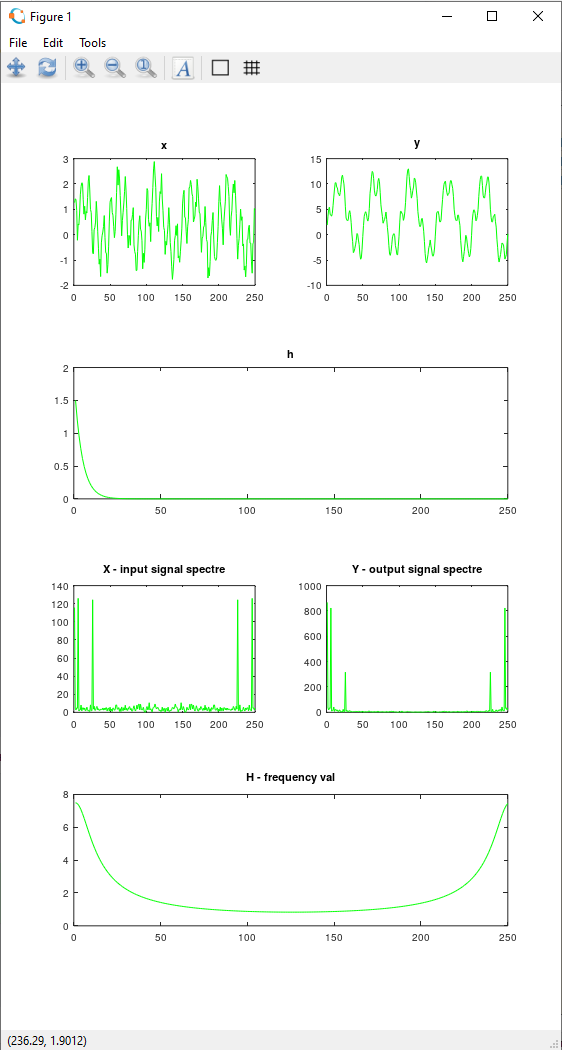 Figure 1
File Edit Tools
A
x y
3 15
2 10
1 5
0 0
-1 -5
-2 -10
0 50 100 150 200 250 0 50 100 150 200 250
h
2
1.5
1
0.5
0
0 50 100 150 200 250
X - input signal spectre Y - output signal spectre
140 1000
120 800
100 600
80 400
60 200
40 0
20
0
0 50 100 150 200 250 0 50 100 150 200 250
H - frequency val
8
6
4
2
0
0 50 100 150 200 250
(236.29, 1.9012)